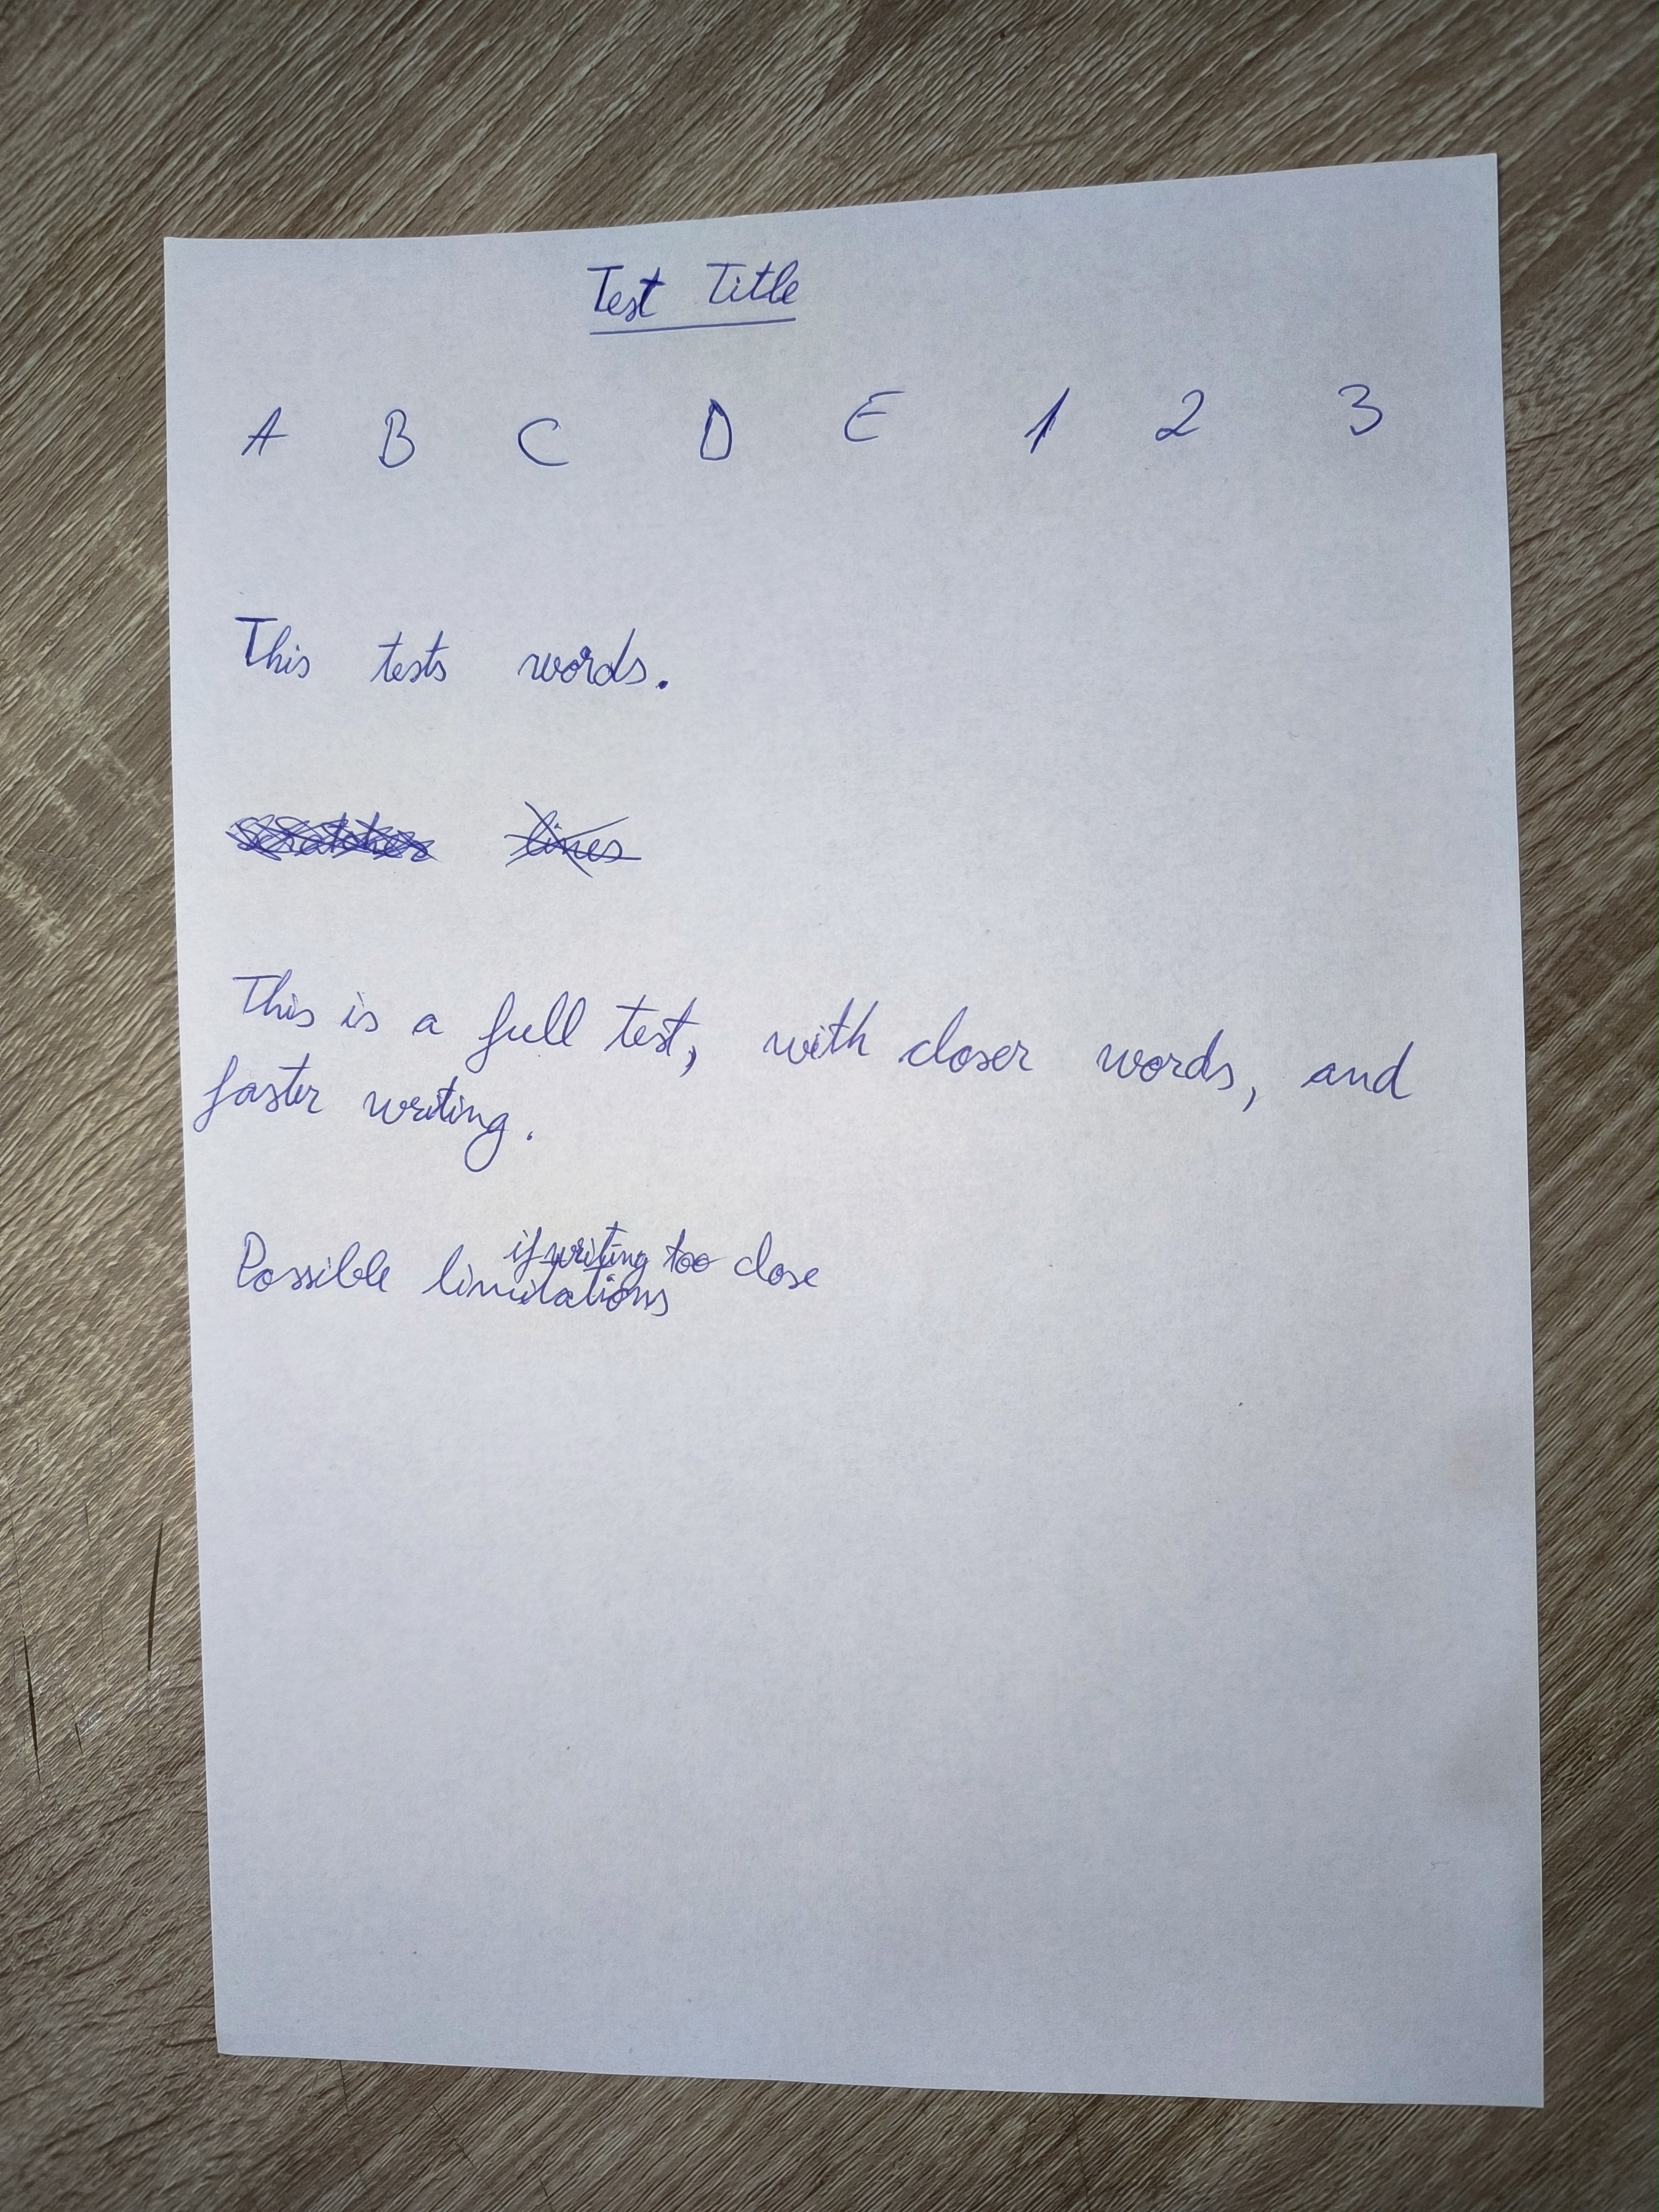 Test Title
A B C D E 1 2 3
This tests words.
scratches lines
This is a full test, with closer words, and
faster writing.
Possible limitations if writing too close